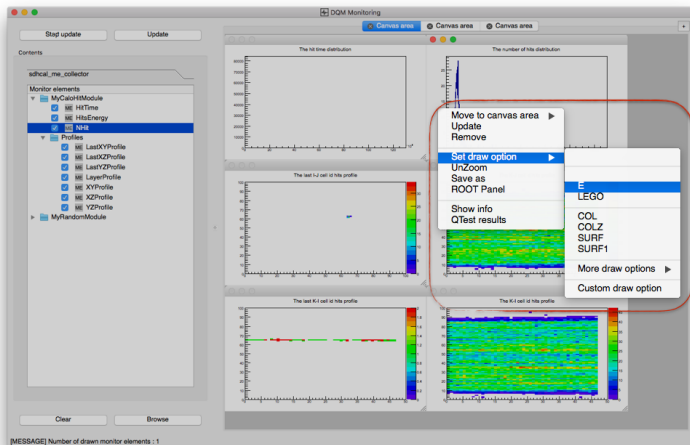 DQM Monitoring
Stop update
Update
Contents
sdhcal_me_collector
Monitor elements
MyCaloHitModule
ME HitTime
ME HitsEnergy
ME NHit
Profiles
ME LastXYProfile
ME LastXZProfile
ME LastYZProfile
ME LayerProfile
ME XYProfile
ME XZProfile
ME YZProfile
MyRandomModule
Clear
Browse
[MESSAGE] Number of drawn monitor elements : 1
Canvas area
Canvas area
Canvas area
The hit time distribution
The number of hits distribution
The last I-J cell id hits profile
The last K-I cell id hits profile
The K-I cell id hits profile
Move to canvas area
Update
Remove
Set draw option
UnZoom
Save as
ROOT Panel
Show info
QTest results
E
LEGO
COL
COLZ
SURF
SURF1
More draw options
Custom draw option